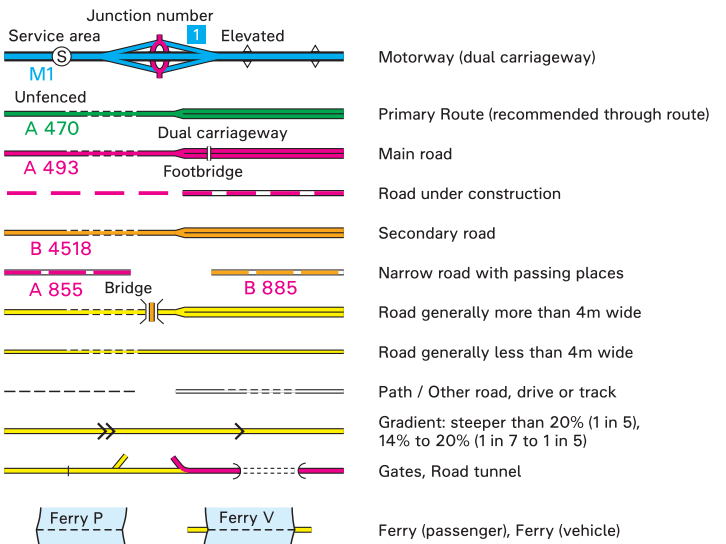 Junction number
Service area
1
Elevated
S
Motorway (dual carriageway)
M1
Unfenced
Primary Route (recommended through route)
A 470
Dual carriageway
Main road
A 493
Footbridge
Road under construction
Secondary road
B 4518
Narrow road with passing places
A 855
Bridge
B 885
Road generally more than 4m wide
Road generally less than 4m wide
Path / Other road, drive or track
Gradient: steeper than 20% (1 in 5),
14% to 20% (1 in 7 to 1 in 5)
Gates, Road tunnel
Ferry P
Ferry V
Ferry (passenger), Ferry (vehicle)